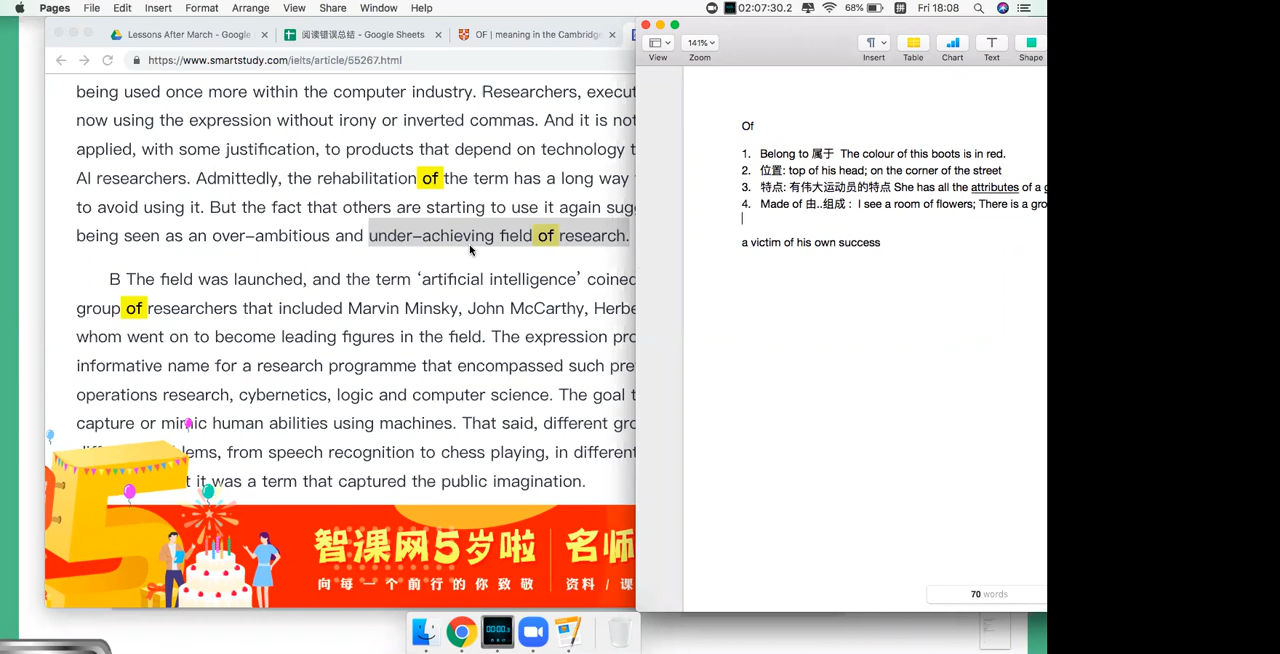 Pages File Edit Insert Format Arrange View Share Window Help 02:07:30.2 68% 拼 Fri 18:08
Lessons After March - Google
阅读错误总结 - Google Sheets
OF | meaning in the Cambridge
https://www.smartstudy.com/ielts/article/55267.html
being used once more within the computer industry. Researchers, execut
now using the expression without irony or inverted commas. And it is not
applied, with some justification, to products that depend on technology t
AI researchers. Admittedly, the rehabilitation of the term has a long way
to avoid using it. But the fact that others are starting to use it again sug
being seen as an over-ambitious and under-achieving field of research.
B The field was launched, and the term ‘artificial intelligence’ coined
group of researchers that included Marvin Minsky, John McCarthy, Herbe
whom went on to become leading figures in the field. The expression pro
informative name for a research programme that encompassed such pre
operations research, cybernetics, logic and computer science. The goal t
capture or mimic human abilities using machines. That said, different gro
lems, from speech recognition to chess playing, in different
it was a term that captured the public imagination.
5
智课网5岁啦 名师
向每一个前行的你致敬 资料 / 课
141%
View Zoom Insert Table Chart Text Shape
Of
1. Belong to 属于 The colour of this boots is in red.
2. 位置: top of his head; on the corner of the street
3. 特点: 有伟大运动员的特点 She has all the attributes of a g
4. Made of 由..组成 : I see a room of flowers; There is a gro
a victim of his own success
70 words